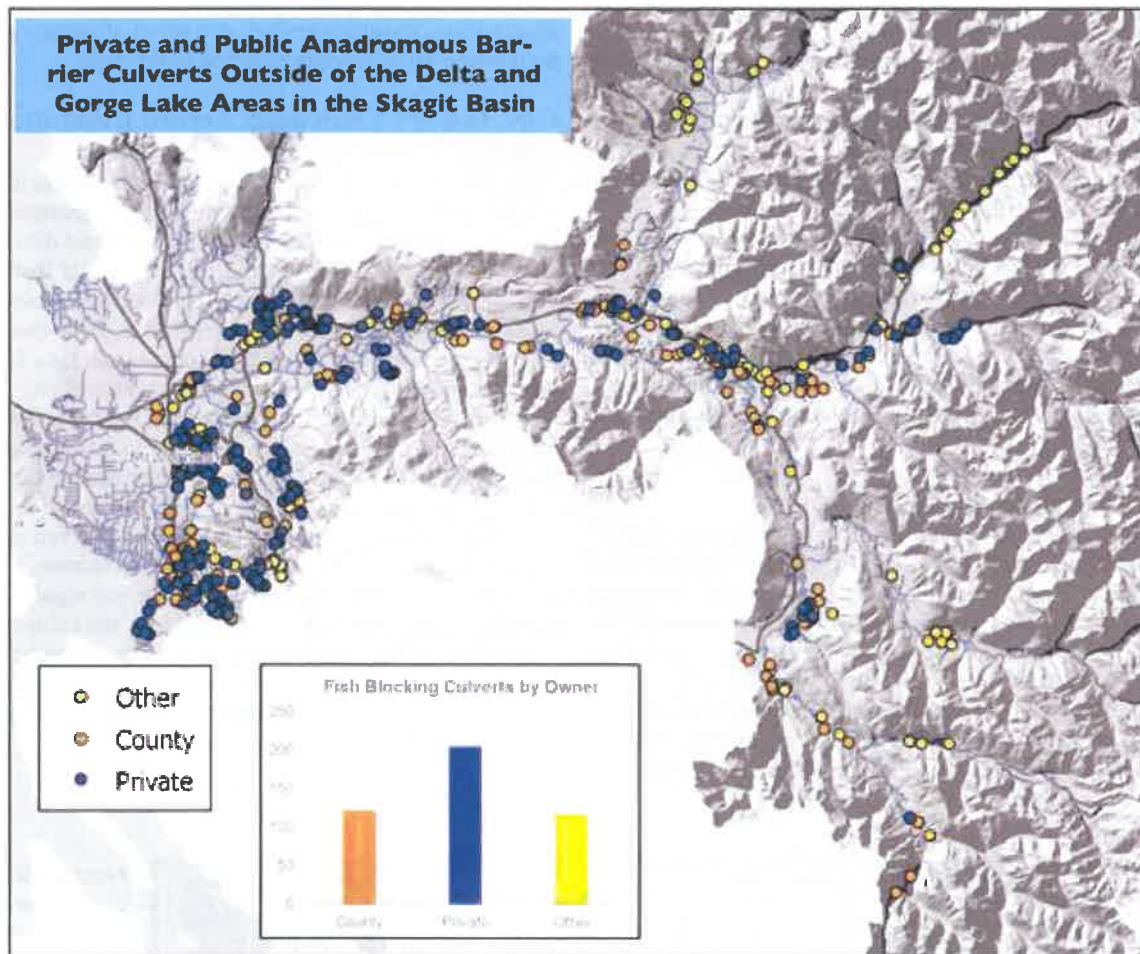 Private and Public Anadromous Bar-
rier Culverts Outside of the Delta and
Gorge Lake Areas in the Skagit Basin
Other
County
Private
Fish Blocking Culverts by Owner
250
200
150
100
50
0
County
Private
Other